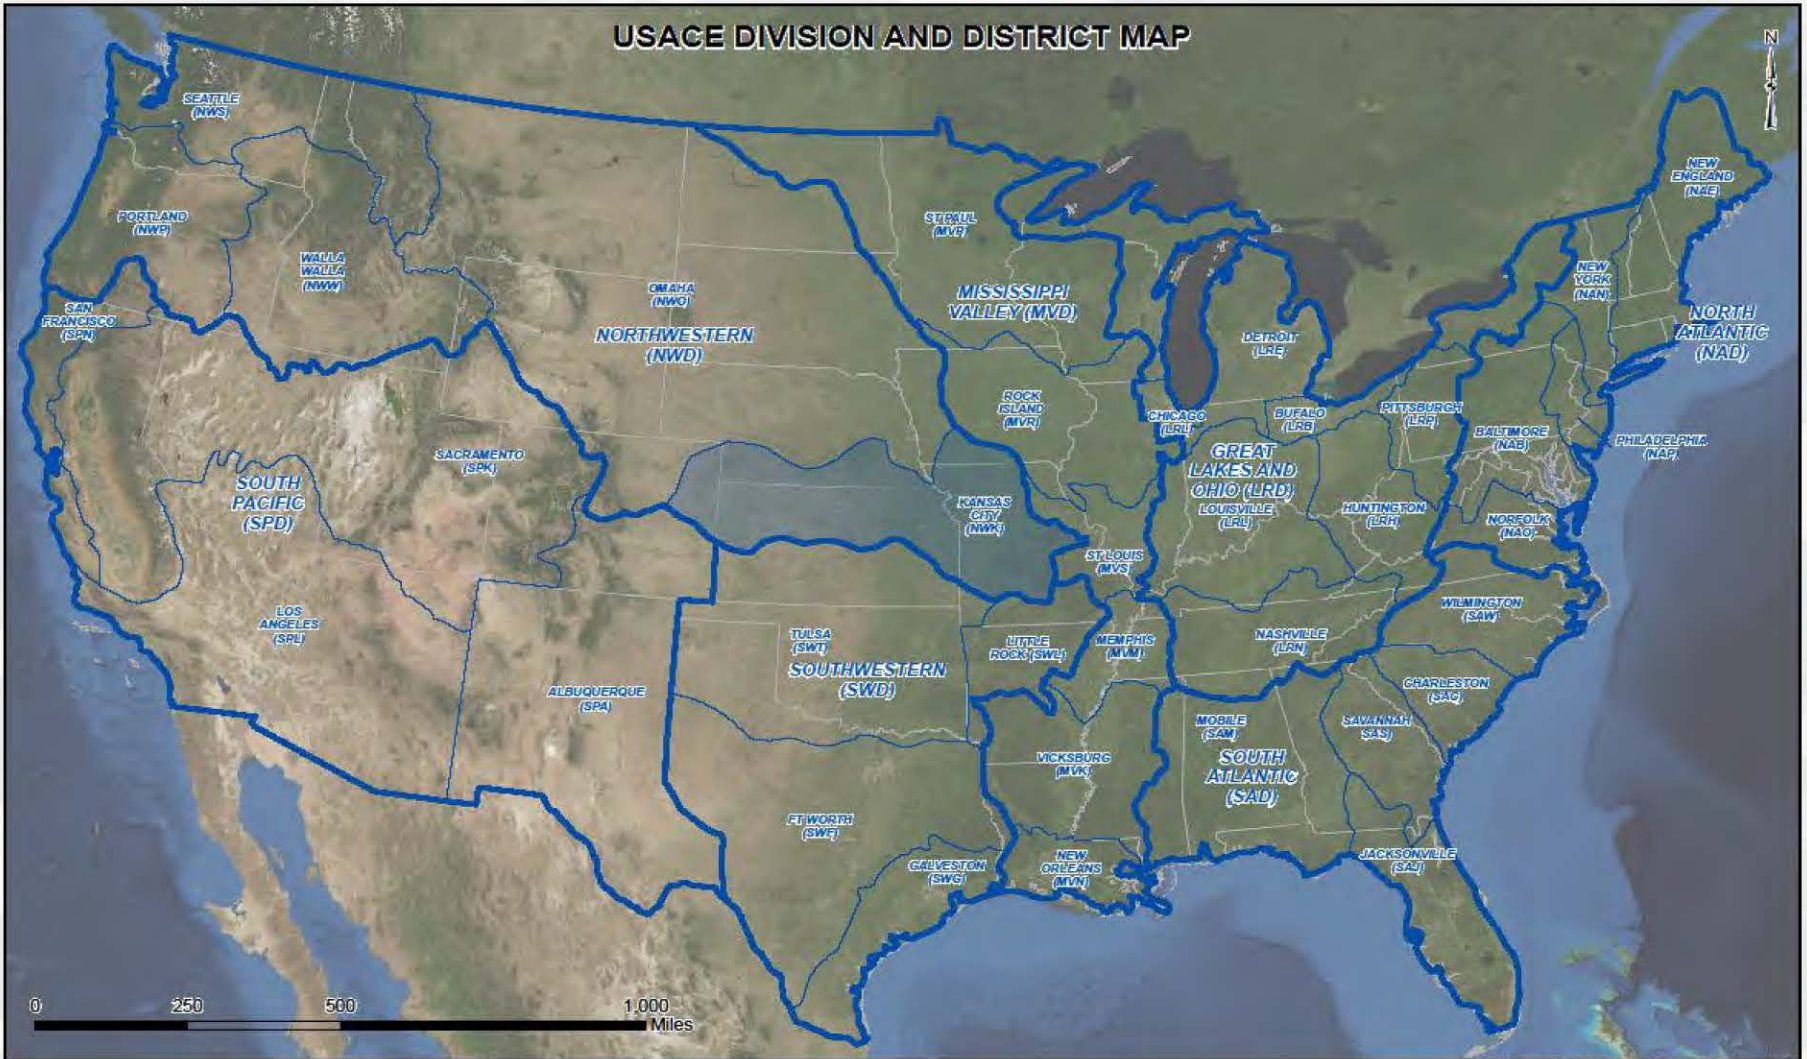 USACE DIVISION AND DISTRICT MAP
N
SEATTLE
(NWS)
PORTLAND
(NWP)
WALLA
WALLA
(NWW)
OMAHA
(NWO)
NORTHWESTERN
(NWD)
ST PAUL
(MVP)
MISSISSIPPI
VALLEY (MVD)
ROCK
ISLAND
(MVR)
DETROIT
(LRE)
NEW
ENGLAND
(NAE)
NEW
YORK
(NAN)
NORTH
ATLANTIC
(NAD)
SAN
FRANCISCO
(SPN)
SACRAMENTO
(SPK)
SOUTH
PACIFIC
(SPD)
LOS
ANGELES
(SPL)
ALBUQUERQUE
(SPA)
KANSAS
CITY
(NWK)
ST LOUIS
(MVS)
CHICAGO
(LRL)
BUFALO
(LRB)
PITTSBURGH
(LRP)
BALTIMORE
(NAB)
PHILADELPHIA
(NAP)
GREAT
LAKES AND
OHIO (LRD)
LOUISVILLE
(LRL)
HUNTINGTON
(LRH)
NORFOLK
(NAO)
WILMINGTON
(SAW)
NASHVILLE
(LRN)
CHARLESTON
(SAC)
TULSA
(SWT)
SOUTHWESTERN
(SWD)
LITTLE
ROCK (SWL)
MEMPHIS
(MVM)
VICKSBURG
(MVK)
MOBILE
(SAM)
SAVANNAH
SAS)
SOUTH
ATLANTIC
(SAD)
FT WORTH
(SWF)
GALVESTON
(SWG)
NEW
ORLEANS
(MVN)
JACKSONVILLE
(SAJ)
0 250 500 1,000
Miles